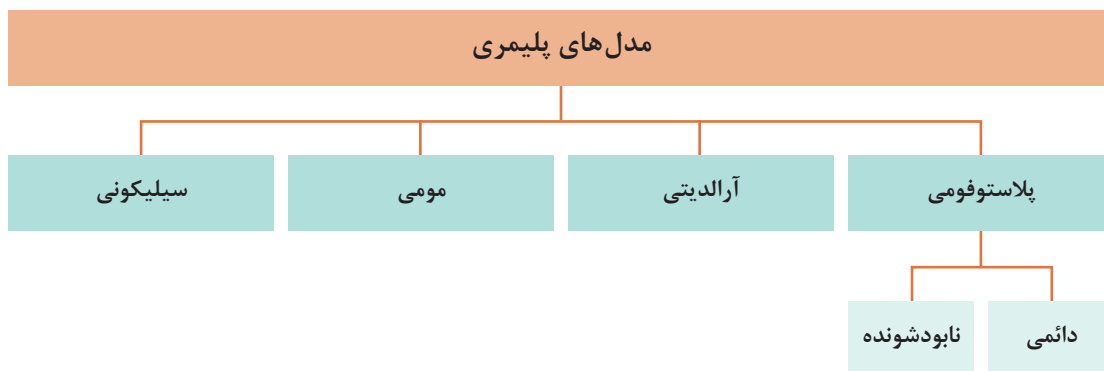 مدل‌های پلیمری
پلاستوفومی
آرالدیتی
مومی
سیلیکونی
دائمی
نابودشونده